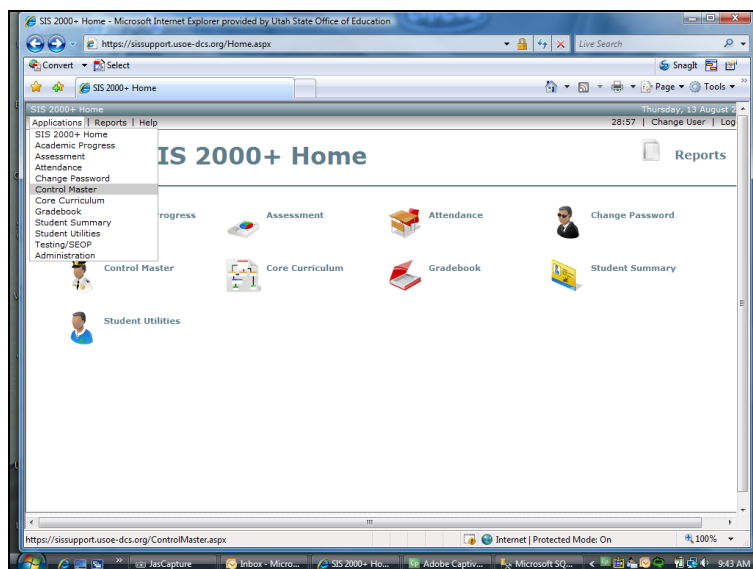 SIS 2000+ Home - Microsoft Internet Explorer provided by Utah State Office of Education
https://sissupport.usoe-dcs.org/Home.aspx
Live Search
Convert Select
SnagIt
SIS 2000+ Home
Page Tools
SIS 2000+ Home Thursday, 13 August 2
Applications | Reports | Help 28:57 | Change User | Log
SIS 2000+ Home
Academic Progress
Assessment
Attendance
Change Password
Control Master
Core Curriculum
Gradebook
Student Summary
Student Utilities
Testing/SEOP
Administration
IS 2000+ Home
Reports
rogress Assessment Attendance Change Password
Control Master Core Curriculum Gradebook Student Summary
Student Utilities
https://sissupport.usoe-dcs.org/ControlMaster.aspx Internet | Protected Mode: On 100%
JasCapture Inbox - Micro... SIS 2000+ Ho... Adobe Captiv... Microsoft SQ... 9:43 AM